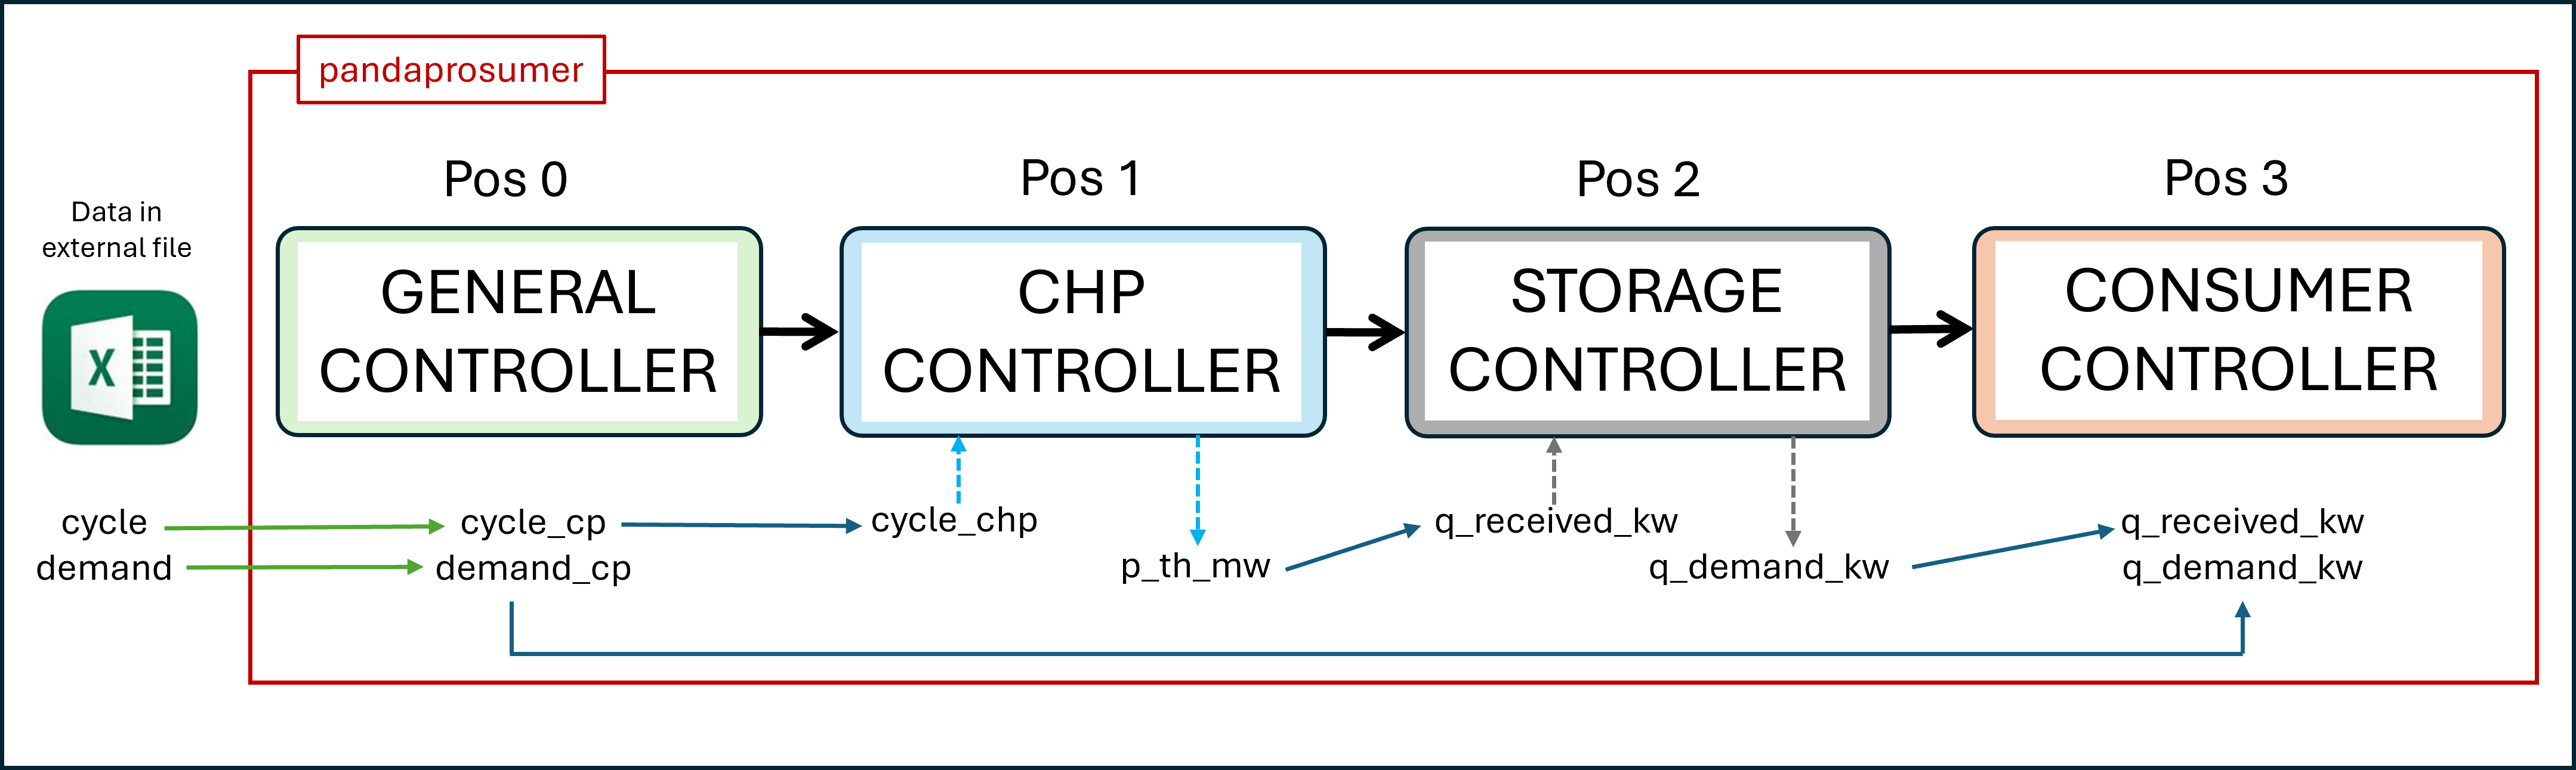 pandaprosumer
Pos 0
Pos 1
Pos 2
Pos 3
Data in
external file
X
GENERAL
CONTROLLER
CHP
CONTROLLER
STORAGE
CONTROLLER
CONSUMER
CONTROLLER
cycle
demand
cycle_cp
demand_cp
cycle_chp
p_th_mw
q_received_kw
q_demand_kw
q_received_kw
q_demand_kw